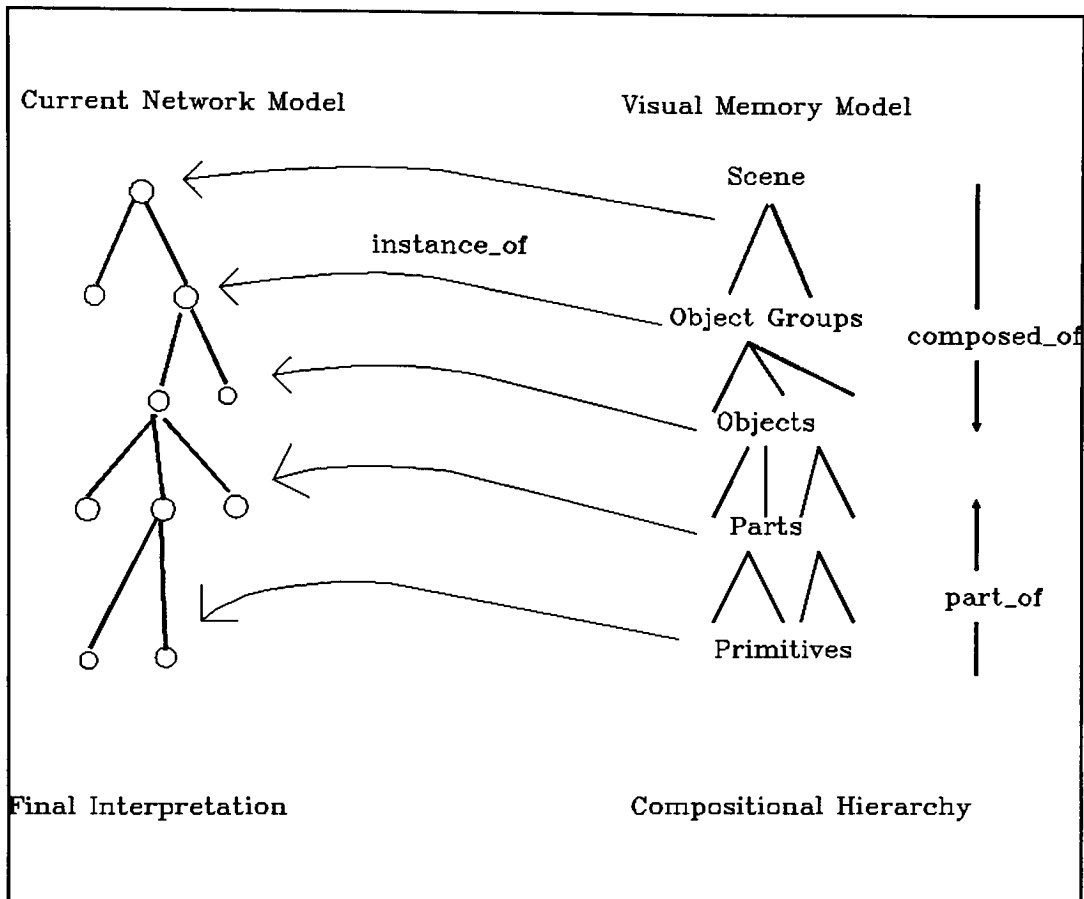 Current Network Model
Visual Memory Model
Scene
instance_of
Object Groups
composed_of
Objects
Parts
part_of
Primitives
Final Interpretation
Compositional Hierarchy